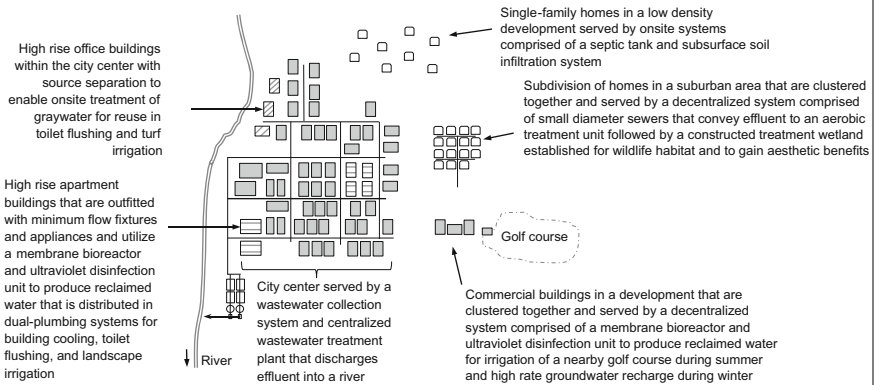 High rise office buildings
within the city center with
source separation to
enable onsite treatment of
graywater for reuse in
toilet flushing and turf
irrigation
High rise apartment
buildings that are outfitted
with minimum flow fixtures
and appliances and utilize
a membrane bioreactor
and ultraviolet disinfection
unit to produce reclaimed
water that is distributed in
dual-plumbing systems for
building cooling, toilet
flushing, and landscape
irrigation
River
City center served by a
wastewater collection
system and centralized
wastewater treatment
plant that discharges
effluent into a river
Single-family homes in a low density
development served by onsite systems
comprised of a septic tank and subsurface soil
infiltration system
Subdivision of homes in a suburban area that are clustered
together and served by a decentralized system comprised
of small diameter sewers that convey effluent to an aerobic
treatment unit followed by a constructed treatment wetland
established for wildlife habitat and to gain aesthetic benefits
Golf course
Commercial buildings in a development that are
clustered together and served by a decentralized
system comprised of a membrane bioreactor and
ultraviolet disinfection unit to produce reclaimed water
for irrigation of a nearby golf course during summer
and high rate groundwater recharge during winter